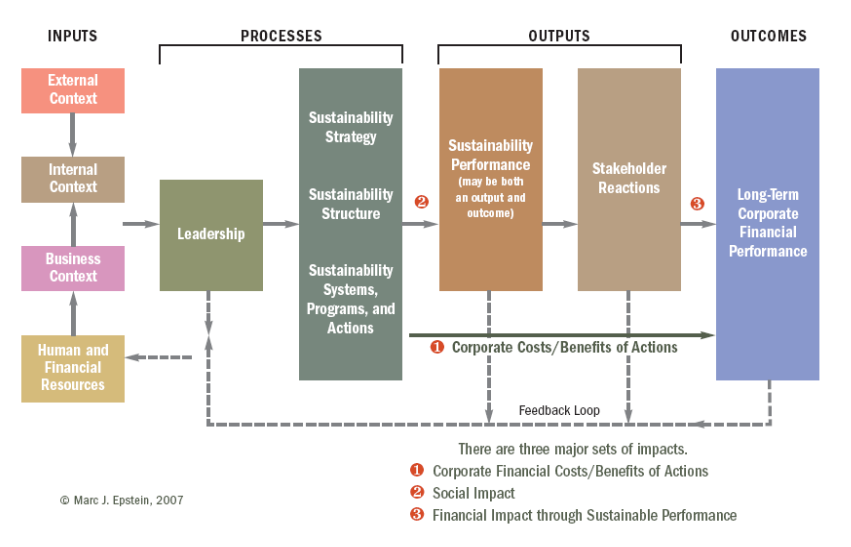 INPUTS
PROCESSES
OUTPUTS
OUTCOMES
External
Context
Internal
Context
Business
Context
Human and
Financial
Resources
Leadership
Sustainability
Strategy
Sustainability
Structure
Sustainability
Systems,
Programs, and
Actions
2
Sustainability
Performance
(may be both
an output and
outcome)
Stakeholder
Reactions
3
Long-Term
Corporate
Financial
Performance
1 Corporate Costs/Benefits of Actions
Feedback Loop
There are three major sets of impacts.
1 Corporate Financial Costs/Benefits of Actions
2 Social Impact
3 Financial Impact through Sustainable Performance
© Marc J. Epstein, 2007